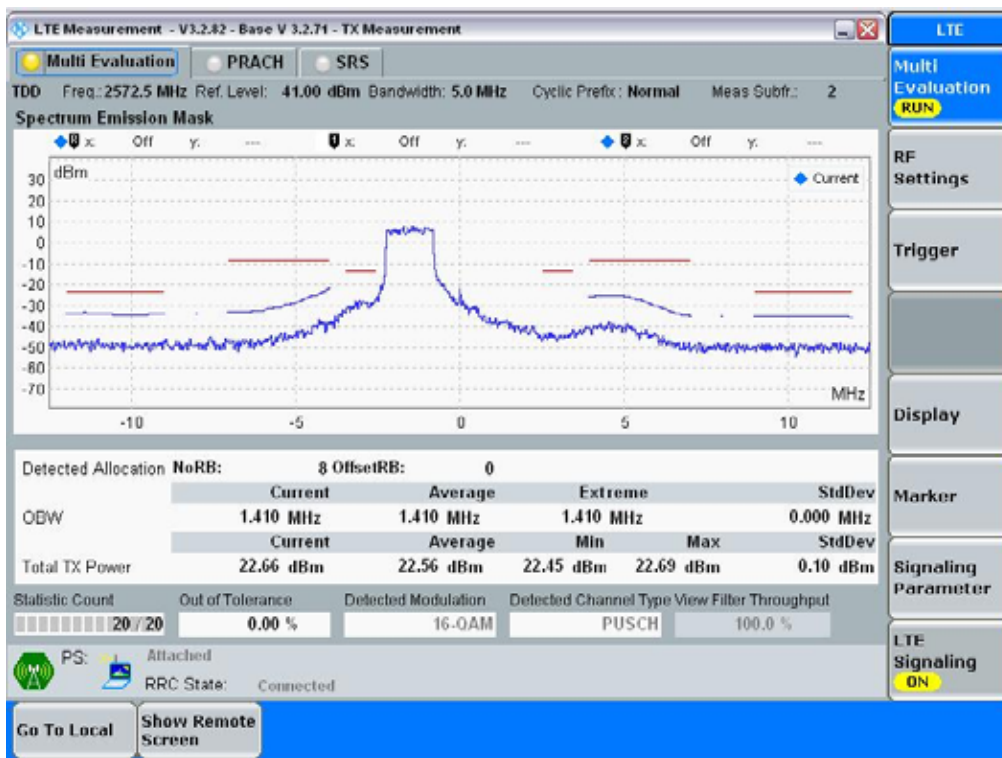 LTE Measurement - V3.2.82 - Base V 3.2.71 - TX Measurement
LTE
Multi Evaluation PRACH SRS
Multi
Evaluation
RUN
TDD Freq.: 2572.5 MHz Ref. Level: 41.00 dBm Bandwidth: 5.0 MHz Cyclic Prefix: Normal Meas Subfr.: 2
Spectrum Emission Mask
x: Off y: --- 1 x: Off y: --- 2 x: Off y: ---
dBm
Current
30
20
10
0
-10
-20
-30
-40
-50
-60
-70
MHz
-10 -5 0 5 10
RF
Settings
Trigger
Display
Detected Allocation NoRB: 8 OffsetRB: 0
Current Average Extreme StdDev
OBW 1.410 MHz 1.410 MHz 1.410 MHz 0.000 MHz
Current Average Min Max StdDev
Total TX Power 22.66 dBm 22.56 dBm 22.45 dBm 22.69 dBm 0.10 dBm
Marker
Signaling
Parameter
Statistic Count Out of Tolerance Detected Modulation Detected Channel Type View Filter Throughput
20 / 20 0.00 % 16-QAM PUSCH 100.0 %
PS: Attached
RRC State: Connected
LTE
Signaling
ON
Go To Local
Show Remote
Screen